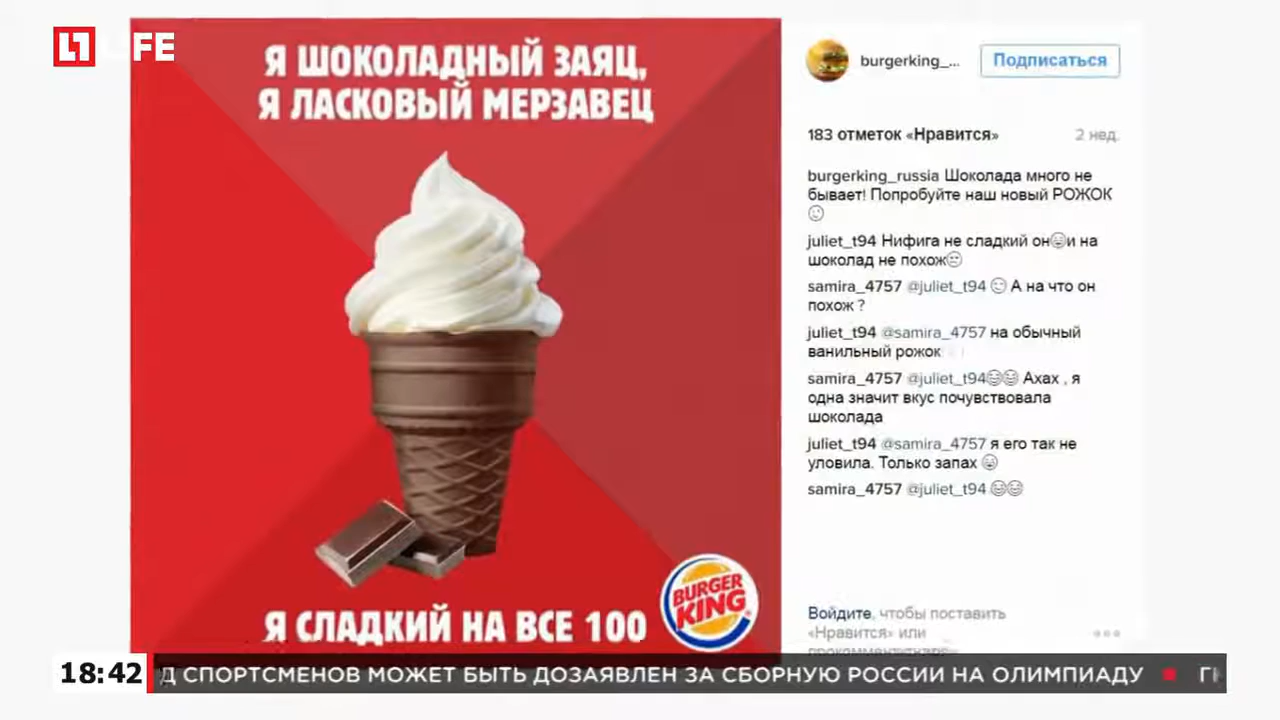 LIFE
Я ШОКОЛАДНЫЙ ЗАЯЦ,
Я ЛАСКОВЫЙ МЕРЗАВЕЦ
Я СЛАДКИЙ НА ВСЕ 100
BURGER
KING
burgerking_...
Подписаться
183 отметок «Нравится»
2 нед.
burgerking_russia Шоколада много не
бывает! Попробуйте наш новый РОЖОК
juliet_t94 Нифига не сладкий он и на
шоколад не похож
samira_4757 @juliet_t94 А на что он
похож ?
juliet_t94 @samira_4757 на обычный
ванильный рожок
samira_4757 @juliet_t94 Ахах , я
одна значит вкус почувствовала
шоколада
juliet_t94 @samira_4757 я его так не
уловила. Только запах
samira_4757 @juliet_t94
Войдите, чтобы поставить
«Нравится» или
18:42
Д СПОРТСМЕНОВ МОЖЕТ БЫТЬ ДОЗАЯВЛЕН ЗА СБОРНУЮ РОССИИ НА ОЛИМПИАДУ